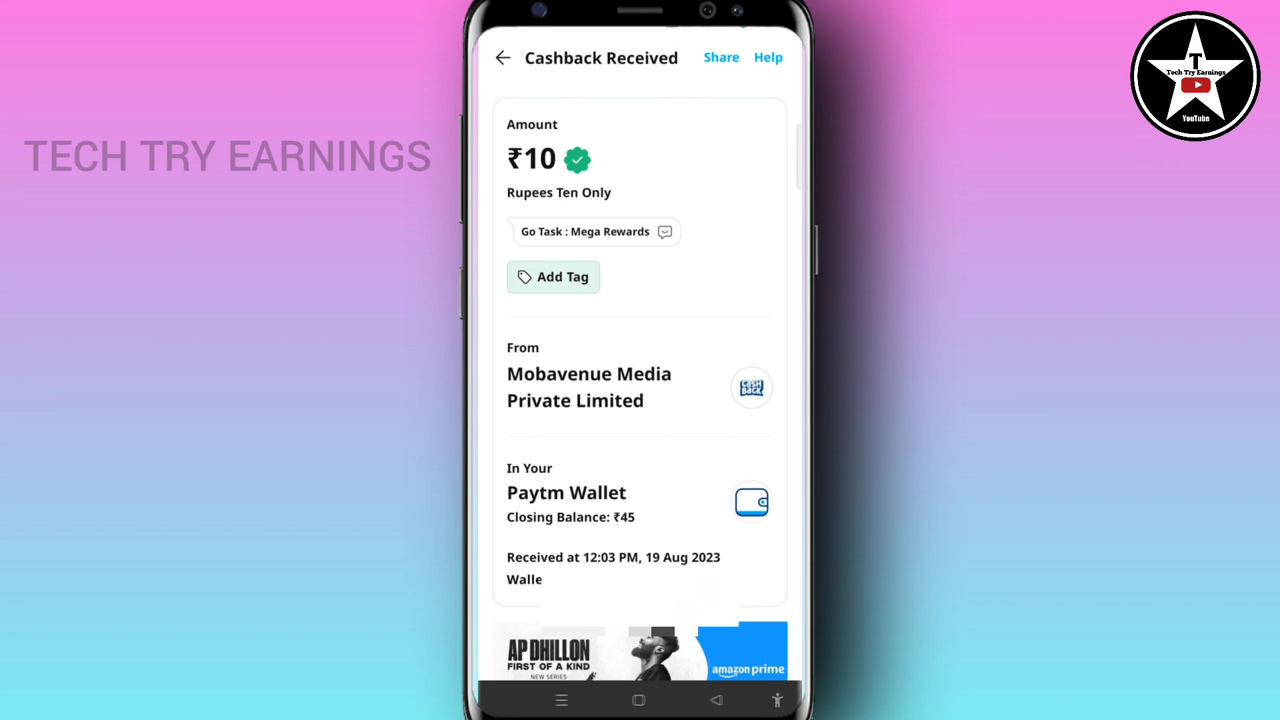 TECH TRY EARNINGS
T
Tech Try Earnings
YouTube
Cashback Received
Share
Help
Amount
₹10
Rupees Ten Only
Go Task : Mega Rewards
Add Tag
From
Mobavenue Media
Private Limited
CASH
BACK
In Your
Paytm Wallet
Closing Balance: ₹45
Received at 12:03 PM, 19 Aug 2023
Walle
AP DHILLON
FIRST OF A KIND
NEW SERIES
amazon prime